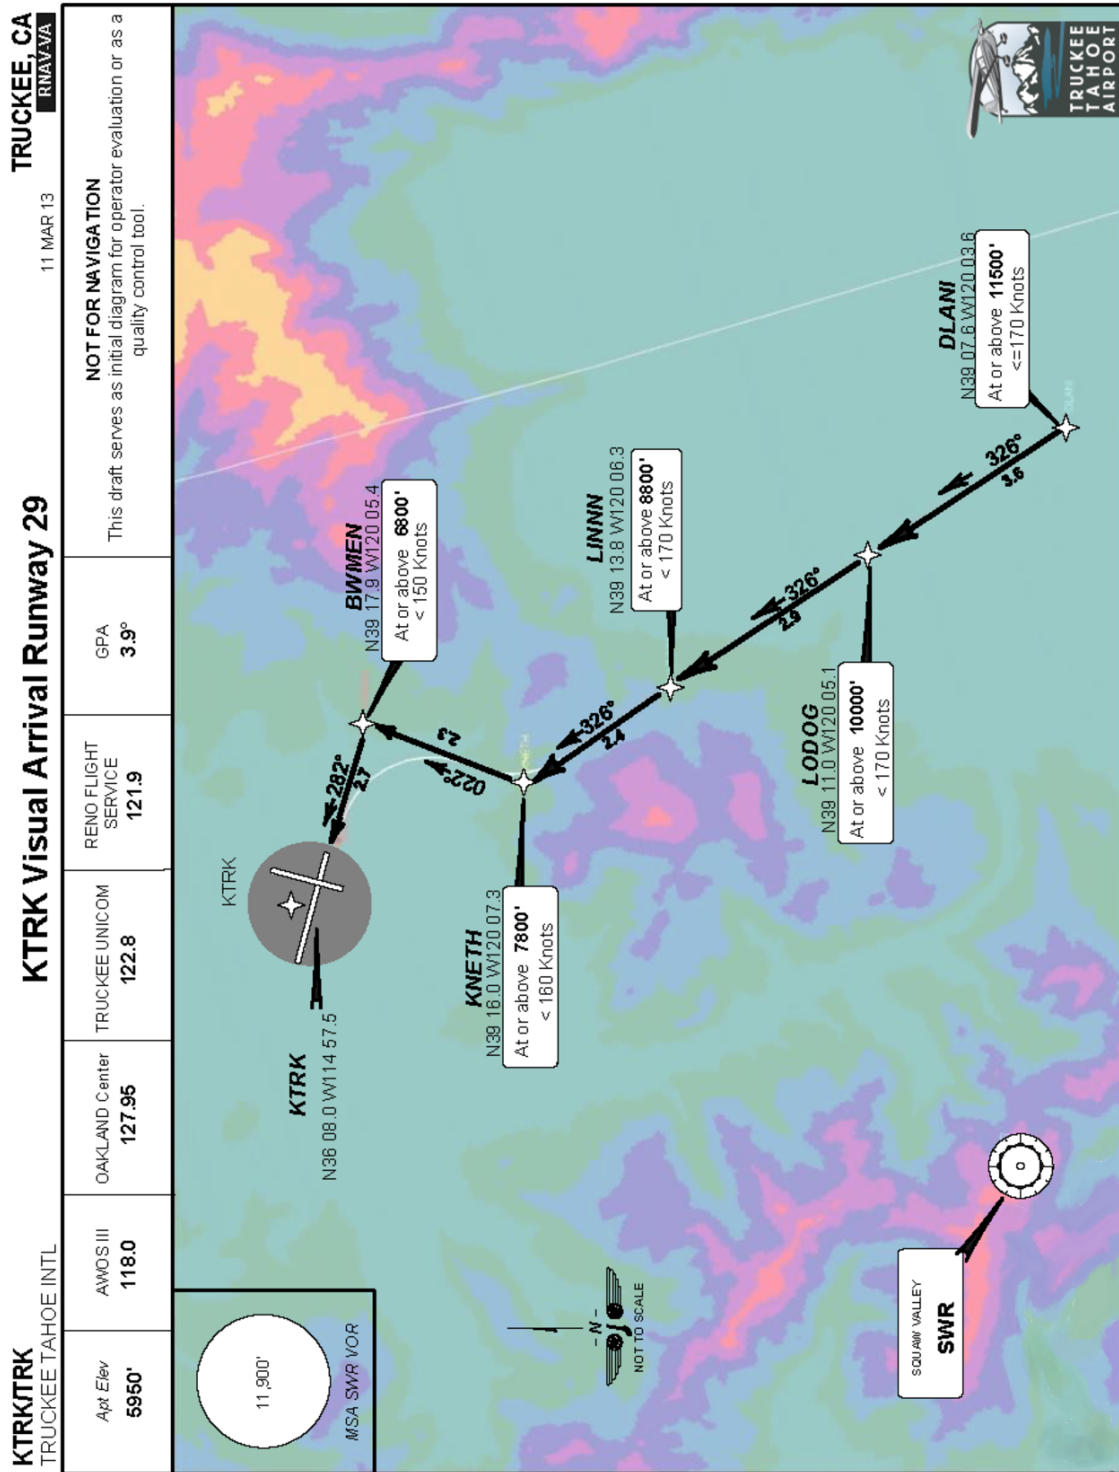 KTRK/TRK
TRUCKEE TAHOE INTL
KTRK Visual Arrival Runway 29
11 MAR 13
TRUCKEE, CA
RNAV-VA
Apt Elev
5950'
AWOS III
118.0
OAKLAND Center
127.95
TRUCKEE UNICOM
122.8
RENO FLIGHT
SERVICE
121.9
GPA
3.9°
NOT FOR NAVIGATION
This draft serves as initial diagram for operator evaluation or as a
quality control tool.
11,900'
MSA SWR VOR
KTRK
KTRK
N36 08.0 W114 57.5
282°
2.7
BWMEN
N39 17.9 W120 05.4
At or above 6800'
< 150 Knots
022°
2.3
KNETH
KNETH
N39 16.0 W120 07.3
At or above 7800'
< 160 Knots
326°
2.4
LINNN
N39 13.8 W120 06.3
At or above 8800'
< 170 Knots
326°
2.9
LODOG
N39 11.0 W120 05.1
At or above 10000'
< 170 Knots
326°
3.6
DLANI
N39 07.6 W120 03.6
At or above 11500'
<=170 Knots
DLANI
- N -
NOT TO SCALE
SQUAW VALLEY
SWR
TRUCKEE
TAHOE
AIRPORT